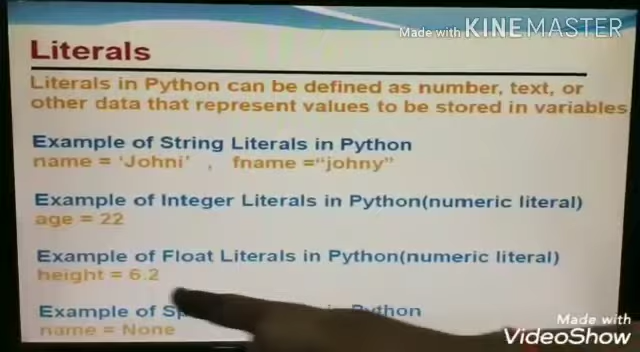 Made with KINEMASTER
Literals
Literals in Python can be defined as number, text, or
other data that represent values to be stored in variables
Example of String Literals in Python
name = ‘Johni’ , fname =“johny”
Example of Integer Literals in Python(numeric literal)
age = 22
Example of Float Literals in Python(numeric literal)
height = 6.2
Example of in Python
name = None
Made with
VideoShow